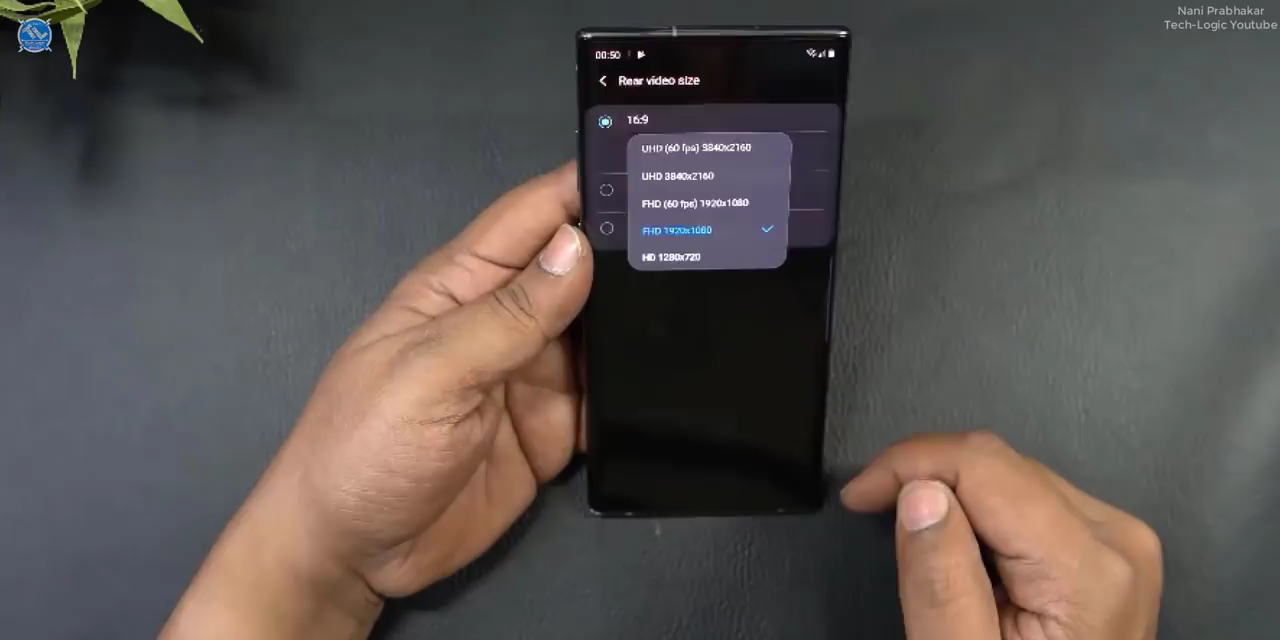 Nani Prabhakar
Tech-Logic Youtube
00:50
Rear video size
16:9
UHD (60 fps) 3840x2160
UHD 3840x2160
FHD (60 fps) 1920x1080
FHD 1920x1080
HD 1280x720